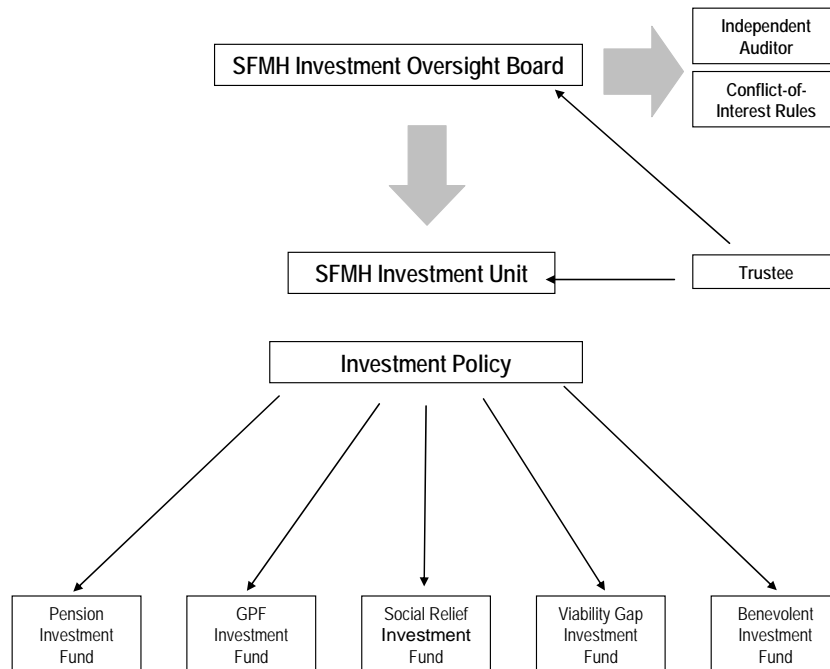 Independent
Auditor
SFMH Investment Oversight Board
Conflict-of-
Interest Rules
SFMH Investment Unit
Trustee
Investment Policy
Pension
Investment
Fund
GPF
Investment
Fund
Social Relief
Investment
Fund
Viability Gap
Investment
Fund
Benevolent
Investment
Fund